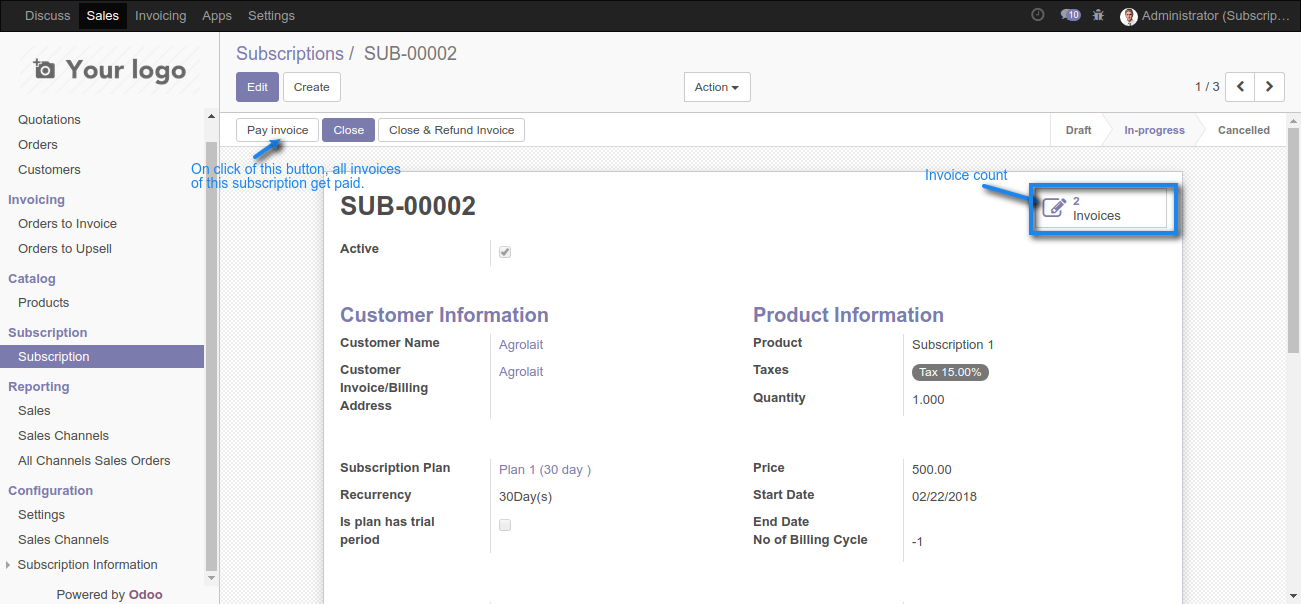 Discuss Sales Invoicing Apps Settings 10 Administrator (Subscrip...
Your logo
Subscriptions / SUB-00002
Edit Create Action 1 / 3
Quotations
Orders
Customers
Invoicing
Orders to Invoice
Orders to Upsell
Catalog
Products
Subscription
Subscription
Reporting
Sales
Sales Channels
All Channels Sales Orders
Configuration
Settings
Sales Channels
Subscription Information
Powered by Odoo
Pay invoice Close Close & Refund Invoice Draft In-progress Cancelled
On click of this button, all invoices
of this subscription get paid.
Invoice count
SUB-00002
2
Invoices
Active
Customer Information
Customer Name Agrolait
Customer Agrolait
Invoice/Billing
Address
Product Information
Product Subscription 1
Taxes Tax 15.00%
Quantity 1.000
Subscription Plan Plan 1 (30 day )
Recurrency 30Day(s)
Is plan has trial
period
Price 500.00
Start Date 02/22/2018
End Date
No of Billing Cycle -1